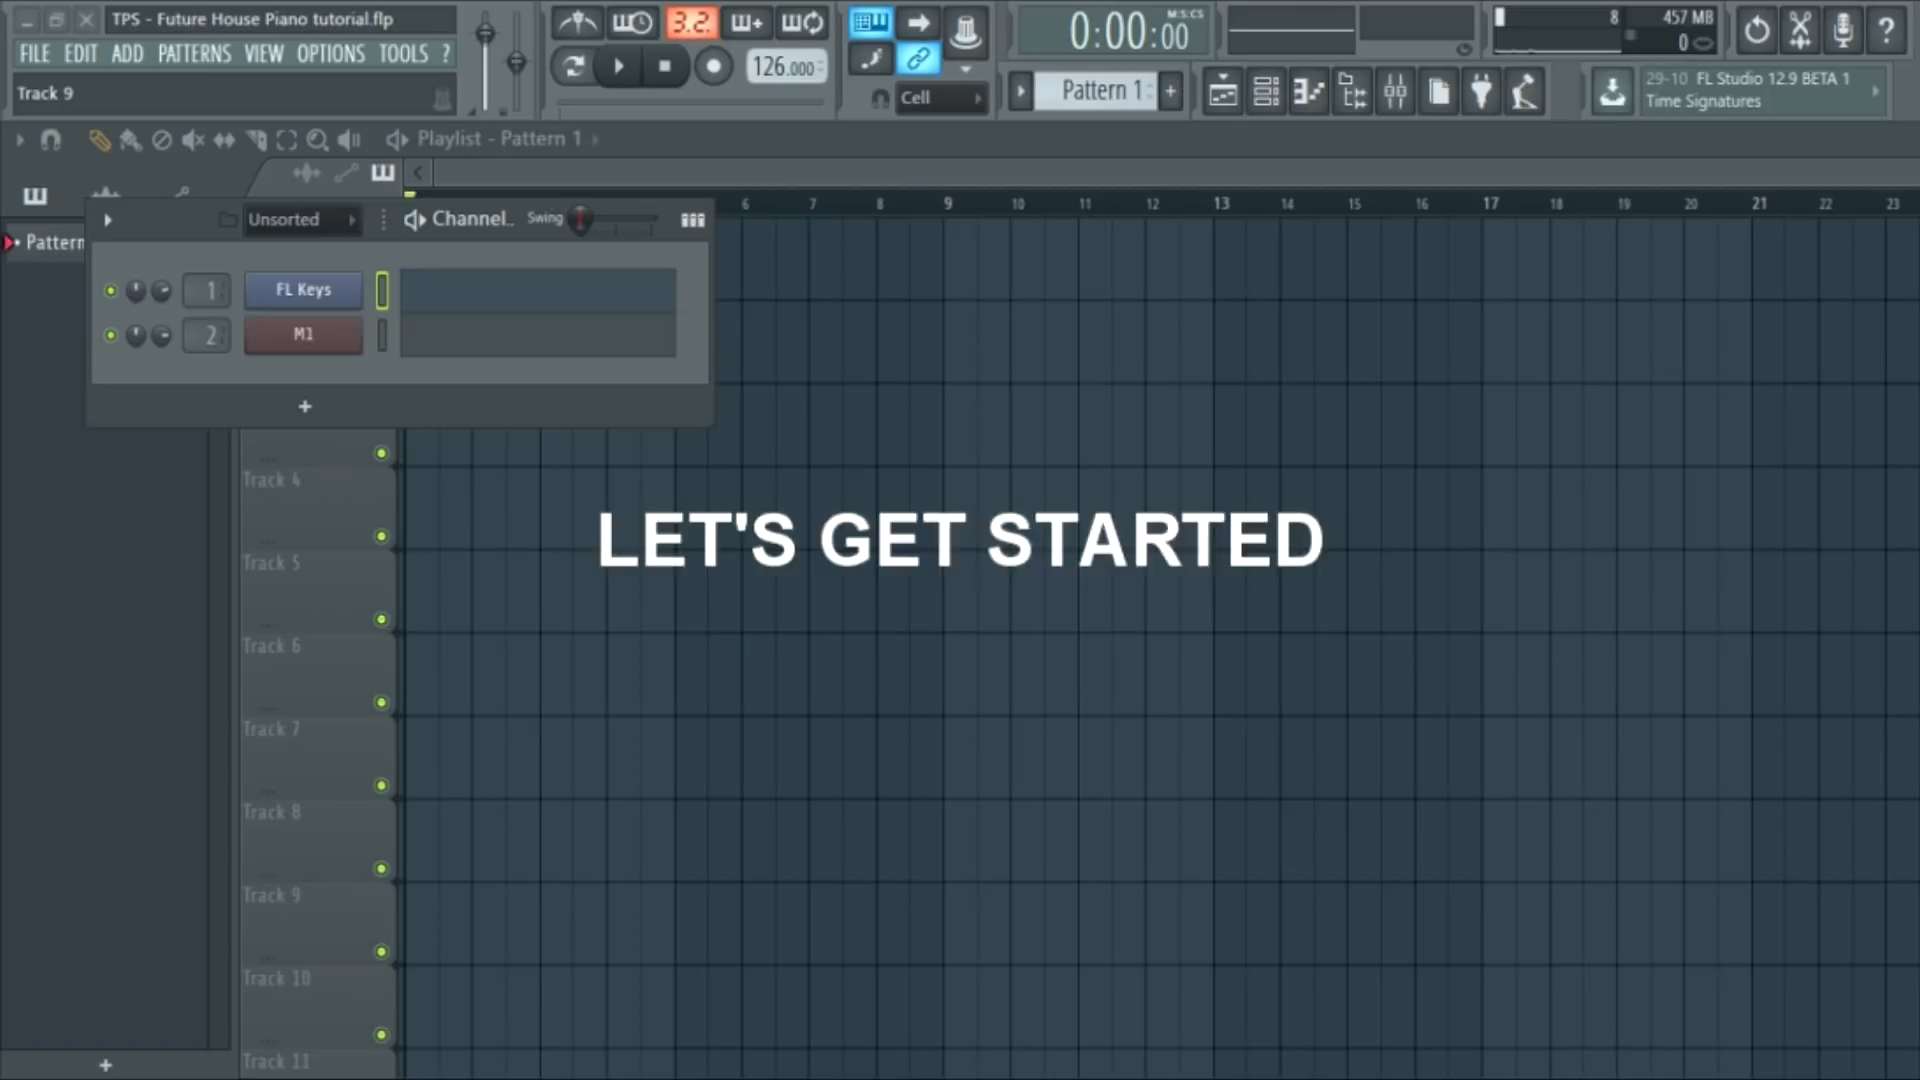 TPS - Future House Piano tutorial.flp
FILE EDIT ADD PATTERNS VIEW OPTIONS TOOLS ?
Track 9
3.2.
126.000
Cell
0:00:00
M:S:CS
Pattern 1
+
8
457 MB
0
?
29-10 FL Studio 12.9 BETA 1
Time Signatures
Playlist - Pattern 1
Unsorted
Channel..
Swing
6 7 8 9 10 11 12 13 14 15 16 17 18 19 20 21 22 23
Pattern
1 FL Keys
2 M1
+
Track 4
LET'S GET STARTED
Track 5
Track 6
Track 7
Track 8
Track 9
Track 10
Track 11
+